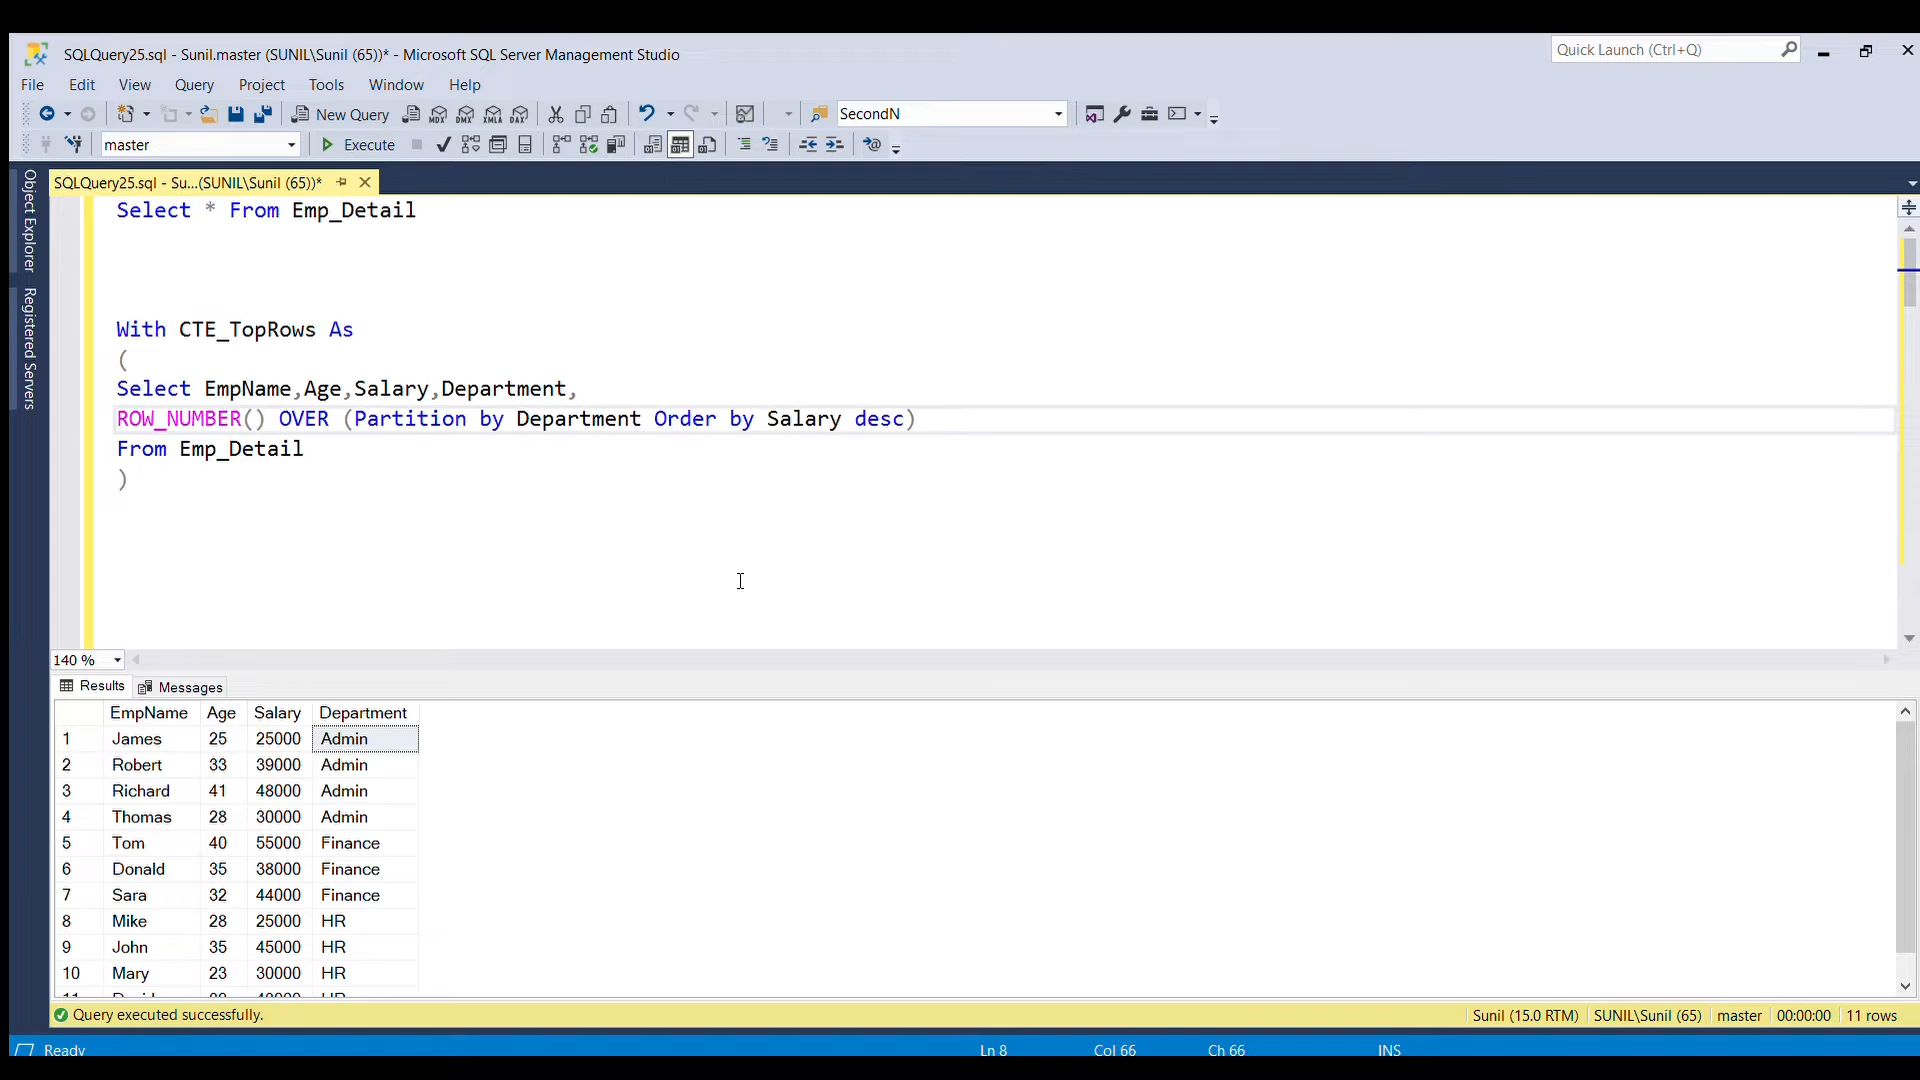 SQLQuery25.sql - Sunil.master (SUNIL\Sunil (65))* - Microsoft SQL Server Management Studio
Quick Launch (Ctrl+Q)
File Edit View Query Project Tools Window Help
New Query MDX DMX XMLA DAX SecondN
master Execute
SQLQuery25.sql - Su...(SUNIL\Sunil (65))*
Object Explorer
Registered Servers
Select * From Emp_Detail
With CTE_TopRows As
(
Select EmpName,Age,Salary,Department,
ROW_NUMBER() OVER (Partition by Department Order by Salary desc)
From Emp_Detail
)
140 %
Results Messages
EmpName Age Salary Department
1 James 25 25000 Admin
2 Robert 33 39000 Admin
3 Richard 41 48000 Admin
4 Thomas 28 30000 Admin
5 Tom 40 55000 Finance
6 Donald 35 38000 Finance
7 Sara 32 44000 Finance
8 Mike 28 25000 HR
9 John 35 45000 HR
10 Mary 23 30000 HR
11 HR
Query executed successfully. Sunil (15.0 RTM) SUNIL\Sunil (65) master 00:00:00 11 rows
Ready Ln 8 Col 66 Ch 66 INS